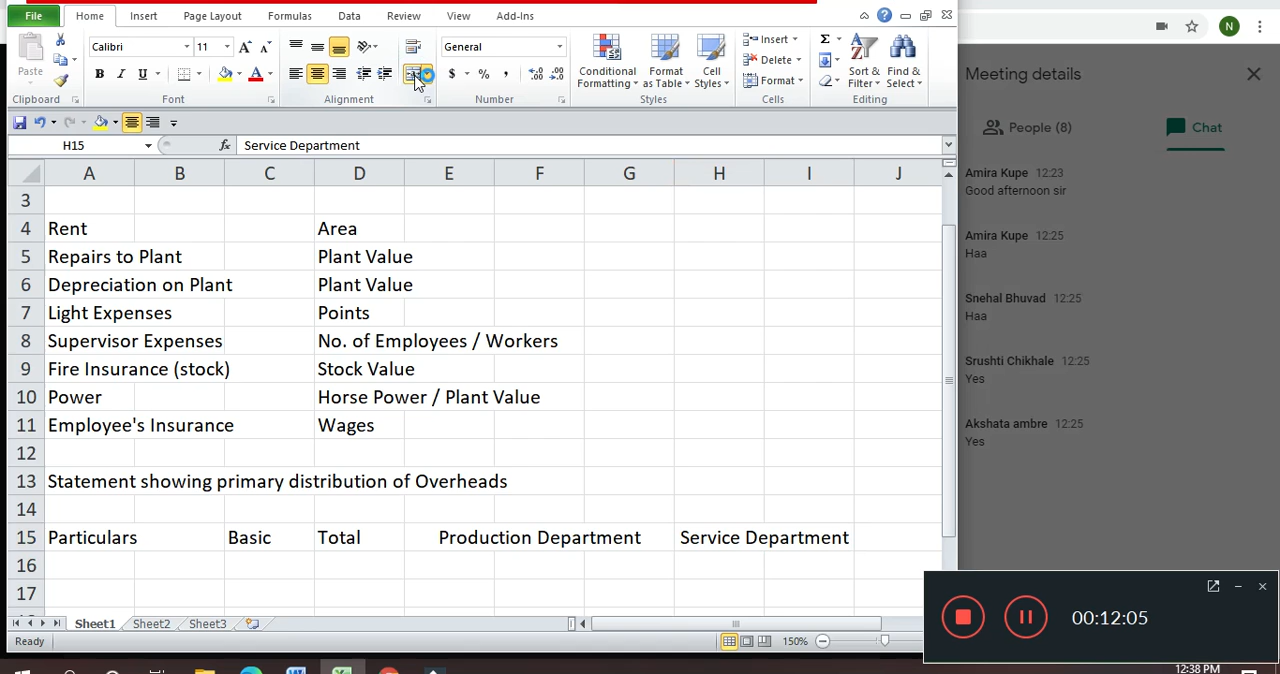 File Home Insert Page Layout Formulas Data Review View Add-Ins
Paste
Clipboard
Calibri 11
B I U
Font
Alignment
General
$ % ,
Number
Conditional Formatting
Format as Table
Cell Styles
Styles
Insert
Delete
Format
Cells
Sort & Filter
Find & Select
Editing
H15 fx Service Department
A B C D E F G H I J
3
4 Rent Area
5 Repairs to Plant Plant Value
6 Depreciation on Plant Plant Value
7 Light Expenses Points
8 Supervisor Expenses No. of Employees / Workers
9 Fire Insurance (stock) Stock Value
10 Power Horse Power / Plant Value
11 Employee's Insurance Wages
12
13 Statement showing primary distribution of Overheads
14
15 Particulars Basic Total Production Department Service Department
16
17
Sheet1 Sheet2 Sheet3
Ready 150%
N
Meeting details
People (8) Chat
Amira Kupe 12:23
Good afternoon sir
Amira Kupe 12:25
Haa
Snehal Bhuvad 12:25
Haa
Srushti Chikhale 12:25
Yes
Akshata ambre 12:25
Yes
00:12:05
12:38 PM